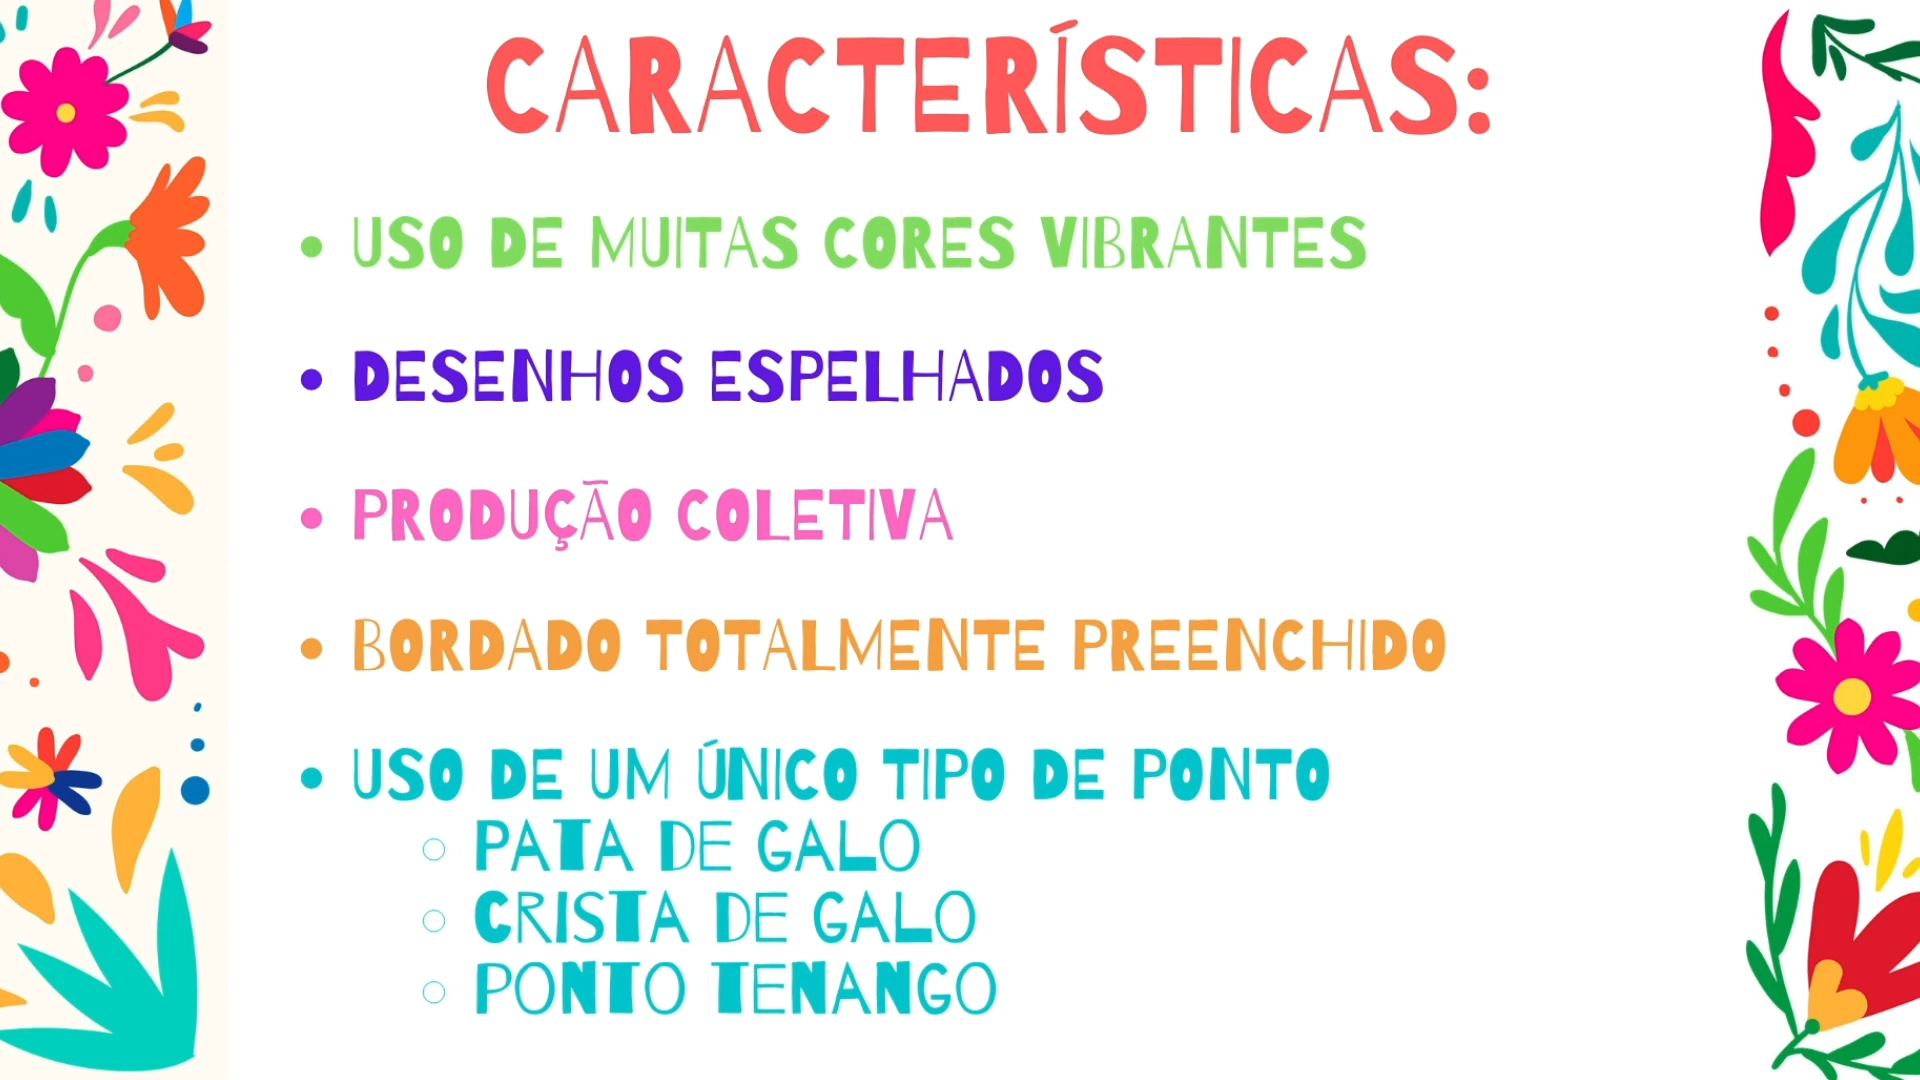 CARACTERÍSTICAS:
• USO DE MUITAS CORES VIBRANTES
• DESENHOS ESPELHADOS
• PRODUÇÃO COLETIVA
• BORDADO TOTALMENTE PREENCHIDO
• USO DE UM ÚNICO TIPO DE PONTO
○ PATA DE GALO
○ CRISTA DE GALO
○ PONTO TENANGO